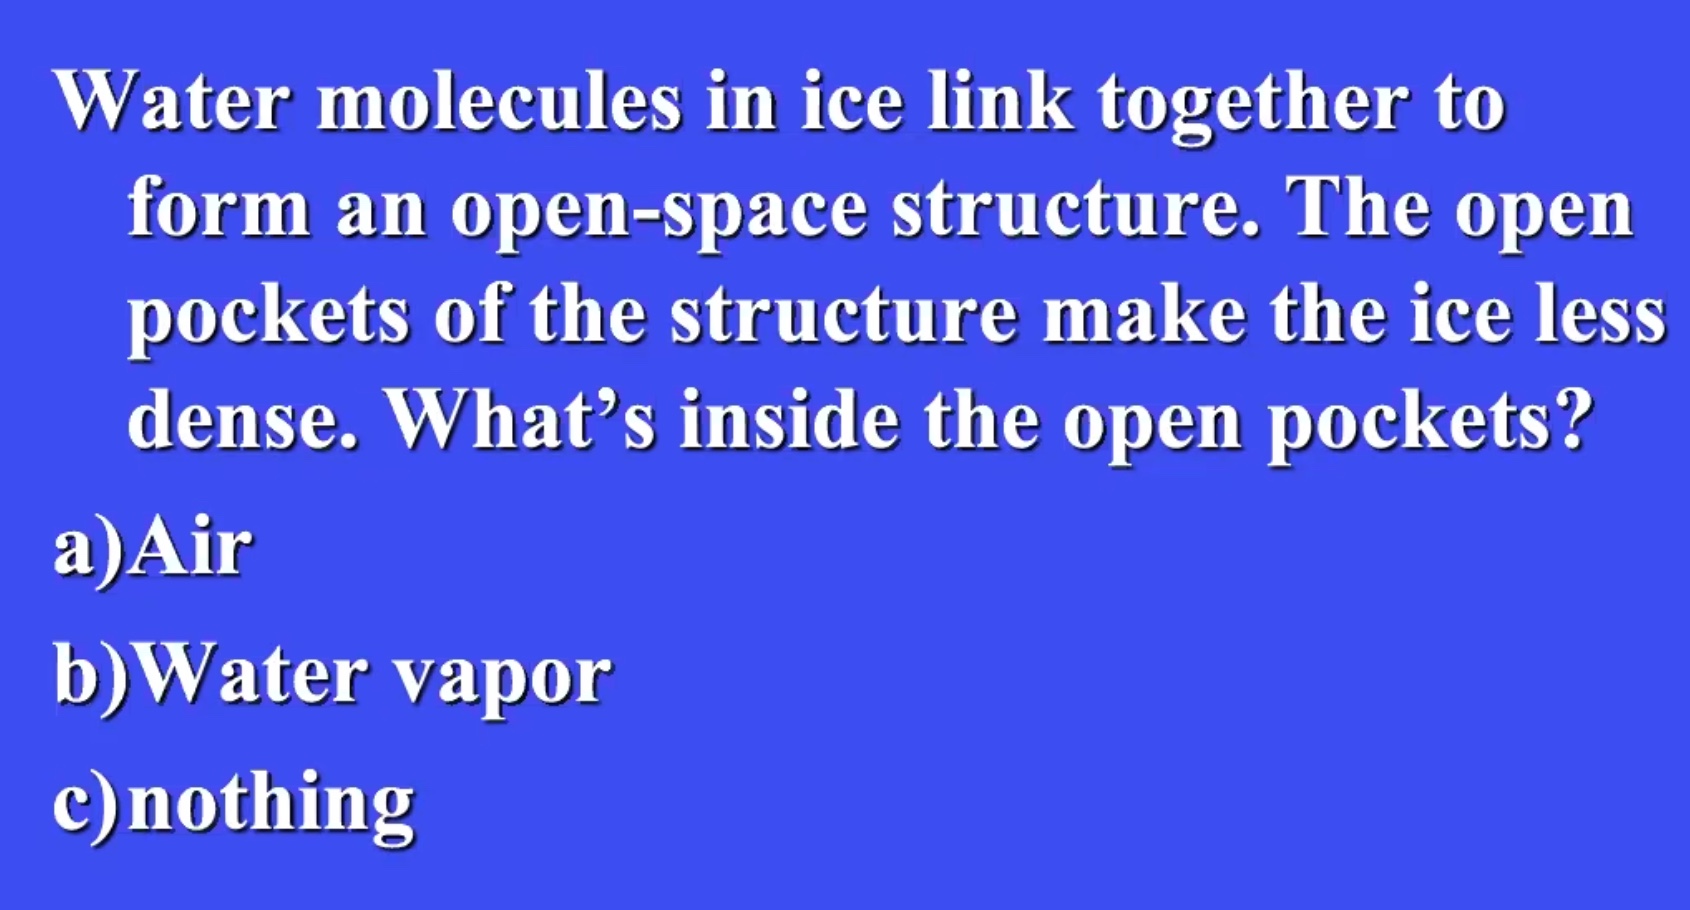 Water molecules in ice link together to
form an open-space structure. The open
pockets of the structure make the ice less
dense. What’s inside the open pockets?
a)Air
b)Water vapor
c)nothing